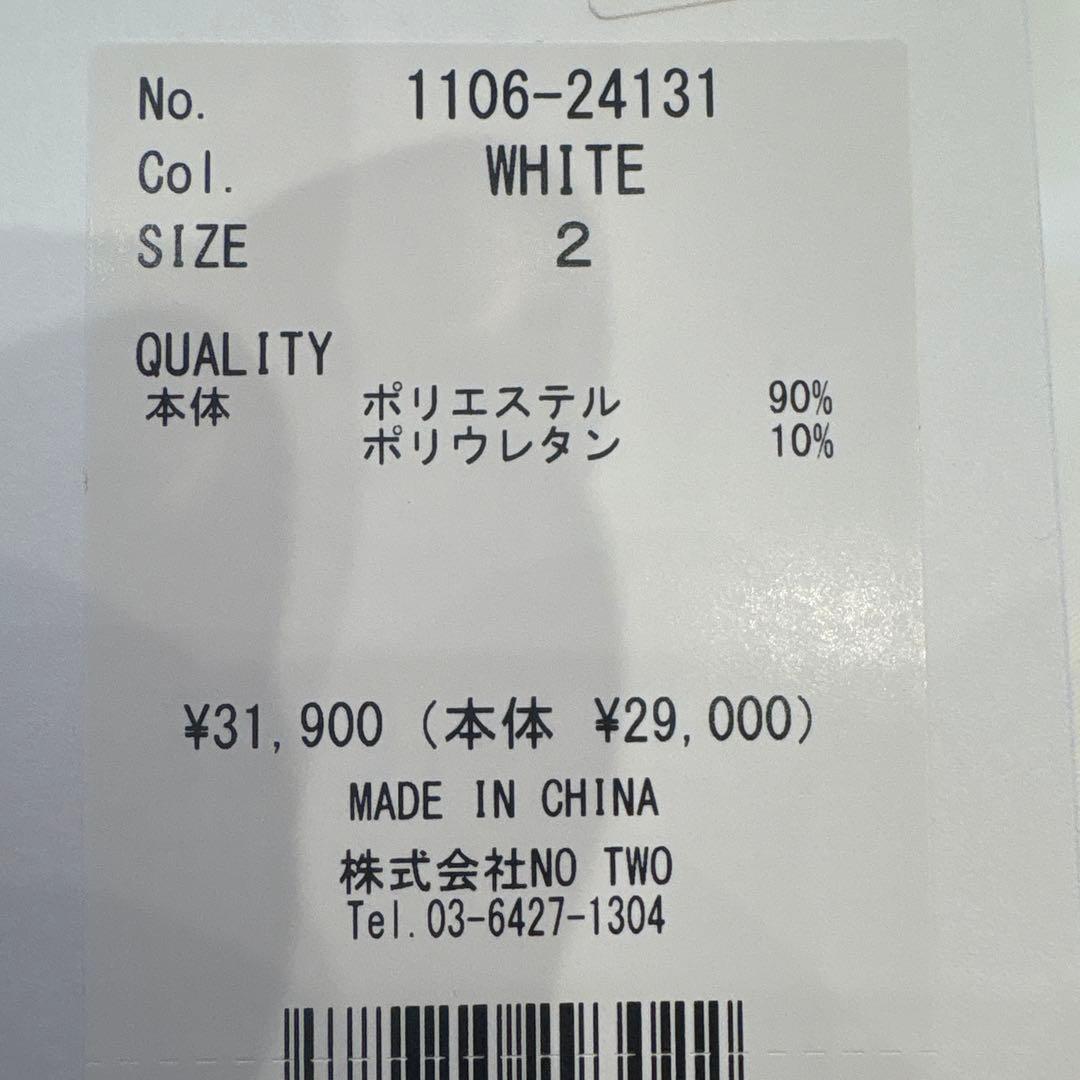 No. 1106-24131
Col. WHITE
SIZE 2
QUALITY
本体 ポリエステル 90%
ポリウレタン 10%
¥31,900 (本体 ¥29,000)
MADE IN CHINA
株式会社NO TWO
Tel.03-6427-1304